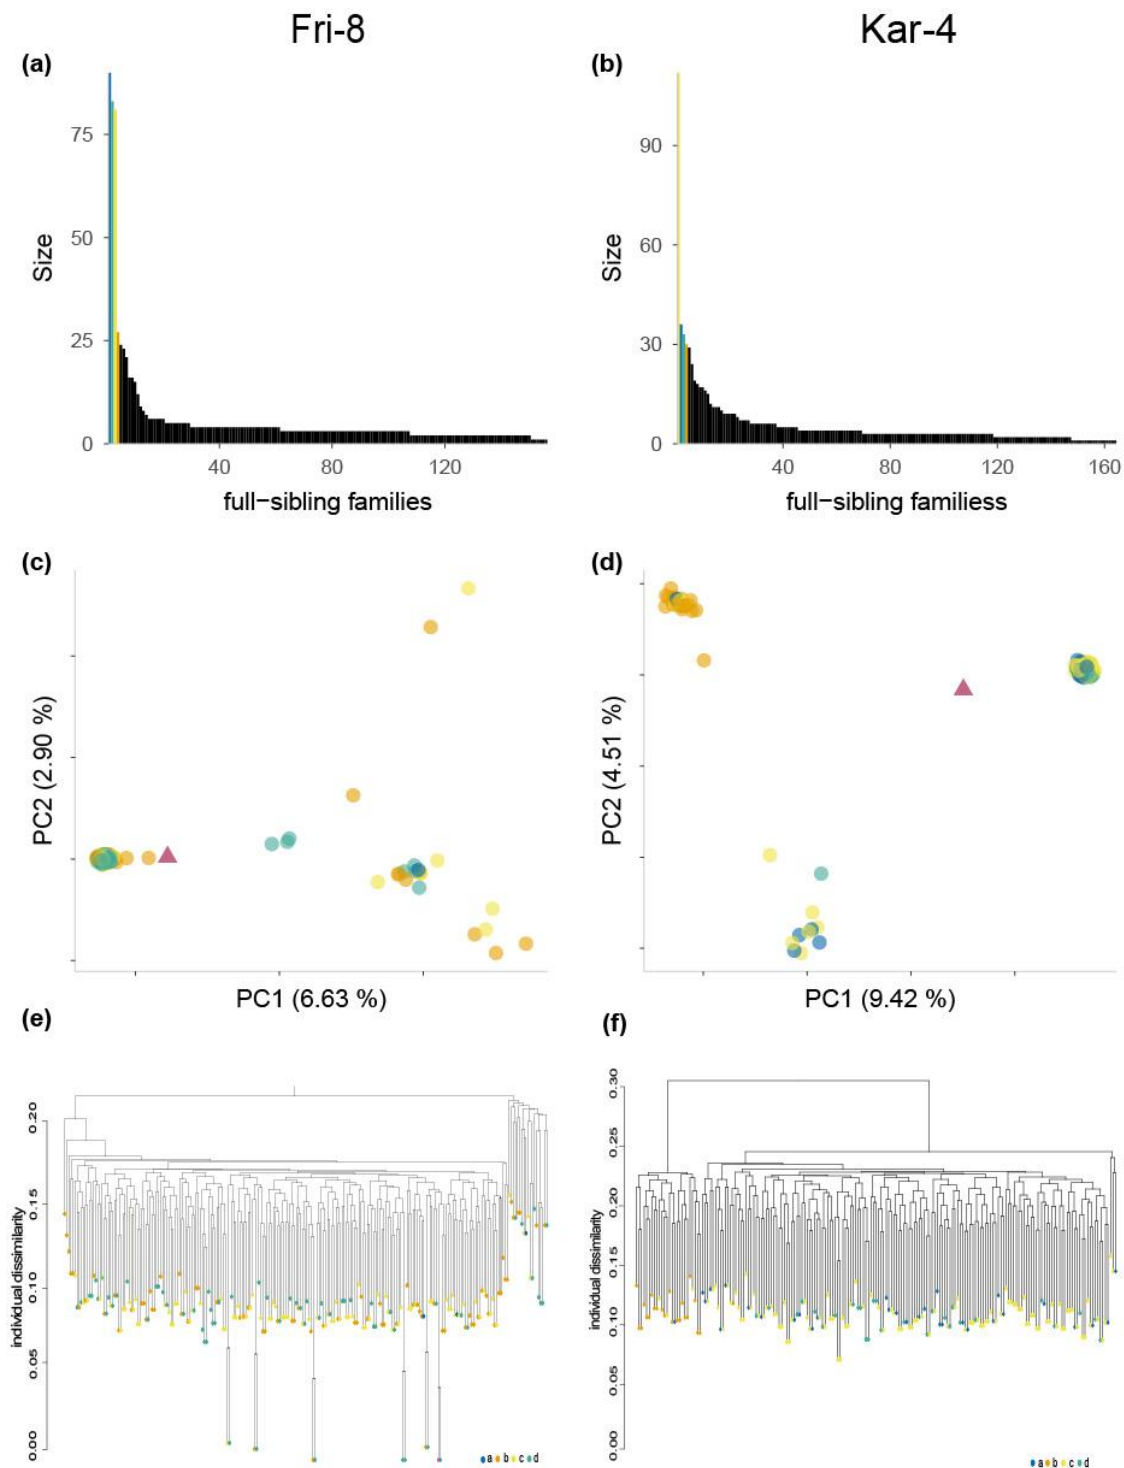 Fri-8
Kar-4
(a)
(b)
75
50
25
0
Size
40
80
120
full−sibling families
90
60
30
0
Size
40
80
120
160
full−sibling familiess
(c)
(d)
PC2 (2.90 %)
PC1 (6.63 %)
PC2 (4.51 %)
PC1 (9.42 %)
(e)
(f)
0.20
0.15
0.10
0.05
0.00
individual dissimilarity
a b c d
0.30
0.25
0.20
0.15
0.10
0.05
0.00
individual dissimilarity
a b c d